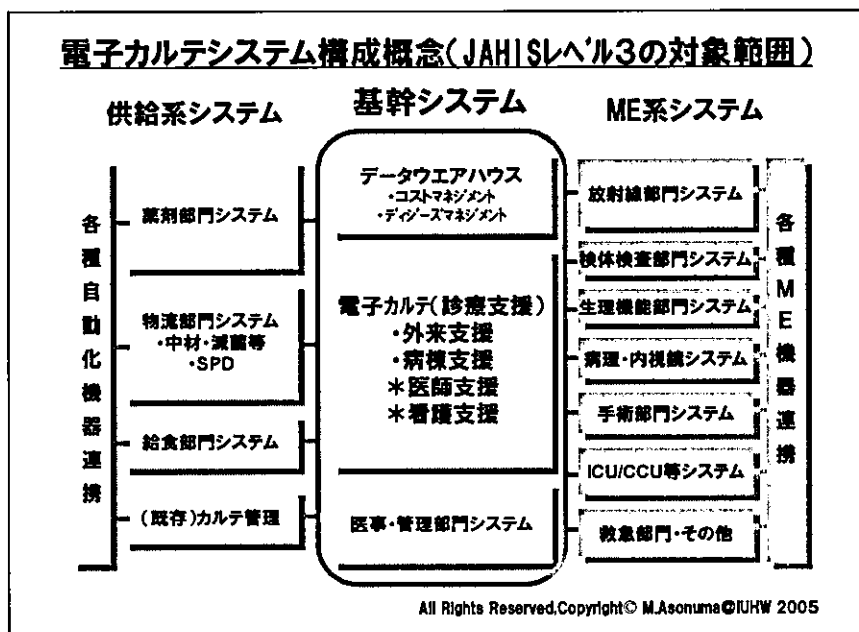 電子カルテシステム構成概念(JAHISレベル3の対象範囲)
供給系システム
基幹システム
ME系システム
各種自動化機器連携
薬剤部門システム
物流部門システム
・中材・滅菌等
・SPD
給食部門システム
(既存)カルテ管理
データウエアハウス
・コストマネジメント
・ディジーズマネジメント
電子カルテ(診療支援)
・外来支援
・病棟支援
＊医師支援
＊看護支援
医事・管理部門システム
放射線部門システム
検体検査部門システム
生理機能部門システム
病理・内視鏡システム
手術部門システム
ICU/CCU等システム
救急部門・その他
各種ME機器連携
All Rights Reserved,Copyright© M.Asonuma@IUHW 2005